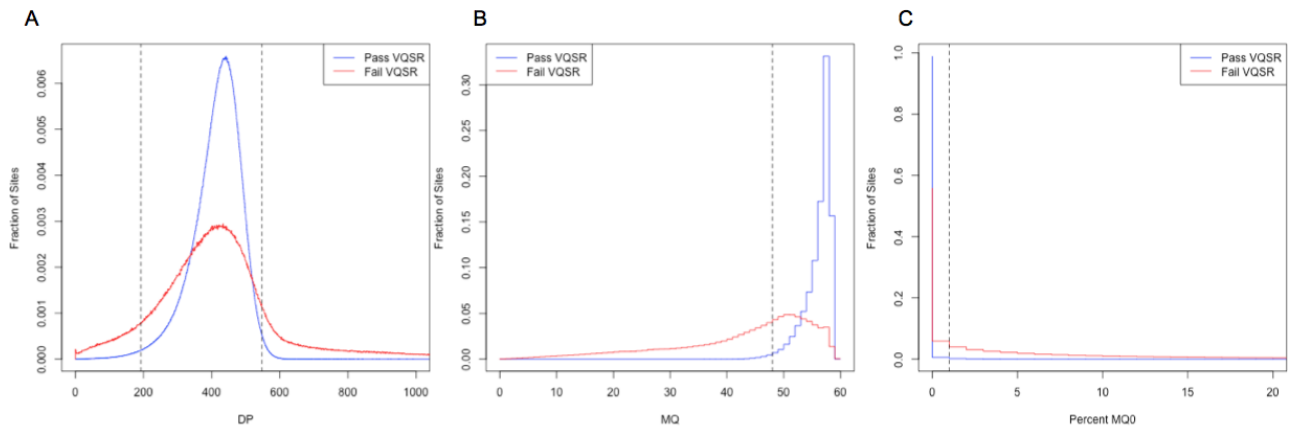 A
Pass VQSR
Fail VQSR
Fraction of Sites
0.000
0.001
0.002
0.003
0.004
0.005
0.006
0
200
400
600
800
1000
DP
B
Pass VQSR
Fail VQSR
Fraction of Sites
0.00
0.05
0.10
0.15
0.20
0.25
0.30
0
10
20
30
40
50
60
MQ
C
Pass VQSR
Fail VQSR
Fraction of Sites
0.0
0.2
0.4
0.6
0.8
1.0
0
5
10
15
20
Percent MQ0